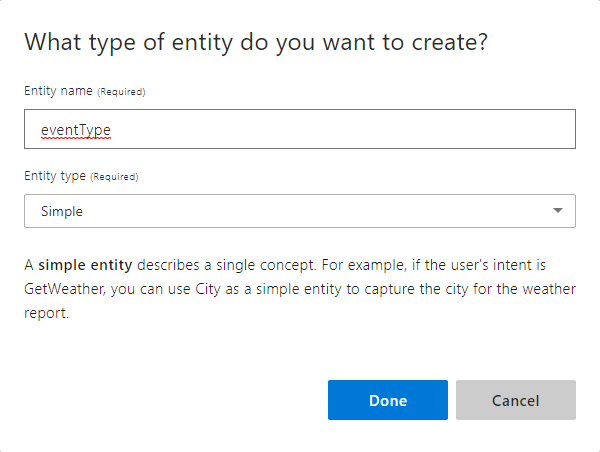 What type of entity do you want to create?
Entity name (Required)
eventType
Entity type (Required)
Simple
A simple entity describes a single concept. For example, if the user's intent is
GetWeather, you can use City as a simple entity to capture the city for the weather
report.
Done Cancel